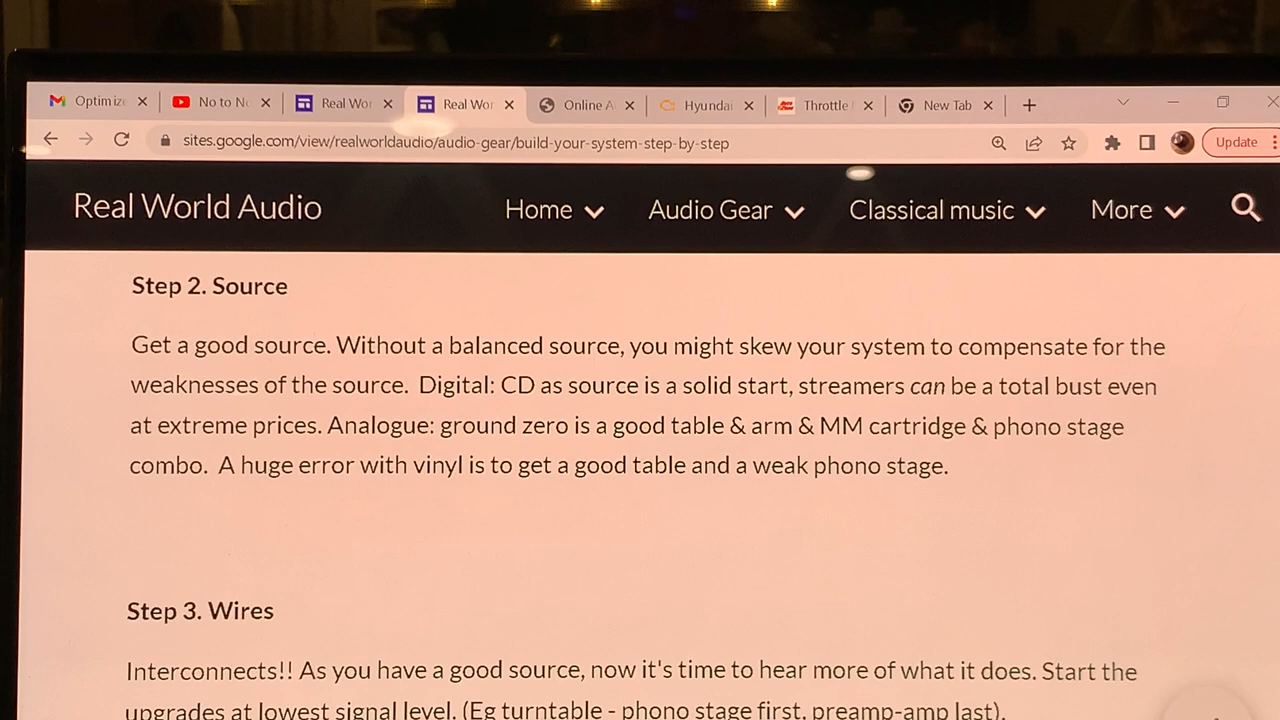 Optimize No to No Real Wor Real Wor Online A Hyundai Throttle New Tab
sites.google.com/view/realworldaudio/audio-gear/build-your-system-step-by-step Update
Real World Audio Home Audio Gear Classical music More
Step 2. Source
Get a good source. Without a balanced source, you might skew your system to compensate for the
weaknesses of the source. Digital: CD as source is a solid start, streamers can be a total bust even
at extreme prices. Analogue: ground zero is a good table & arm & MM cartridge & phono stage
combo. A huge error with vinyl is to get a good table and a weak phono stage.
Step 3. Wires
Interconnects!! As you have a good source, now it's time to hear more of what it does. Start the
upgrades at lowest signal level. (Eg turntable - phono stage first, preamp-amp last).